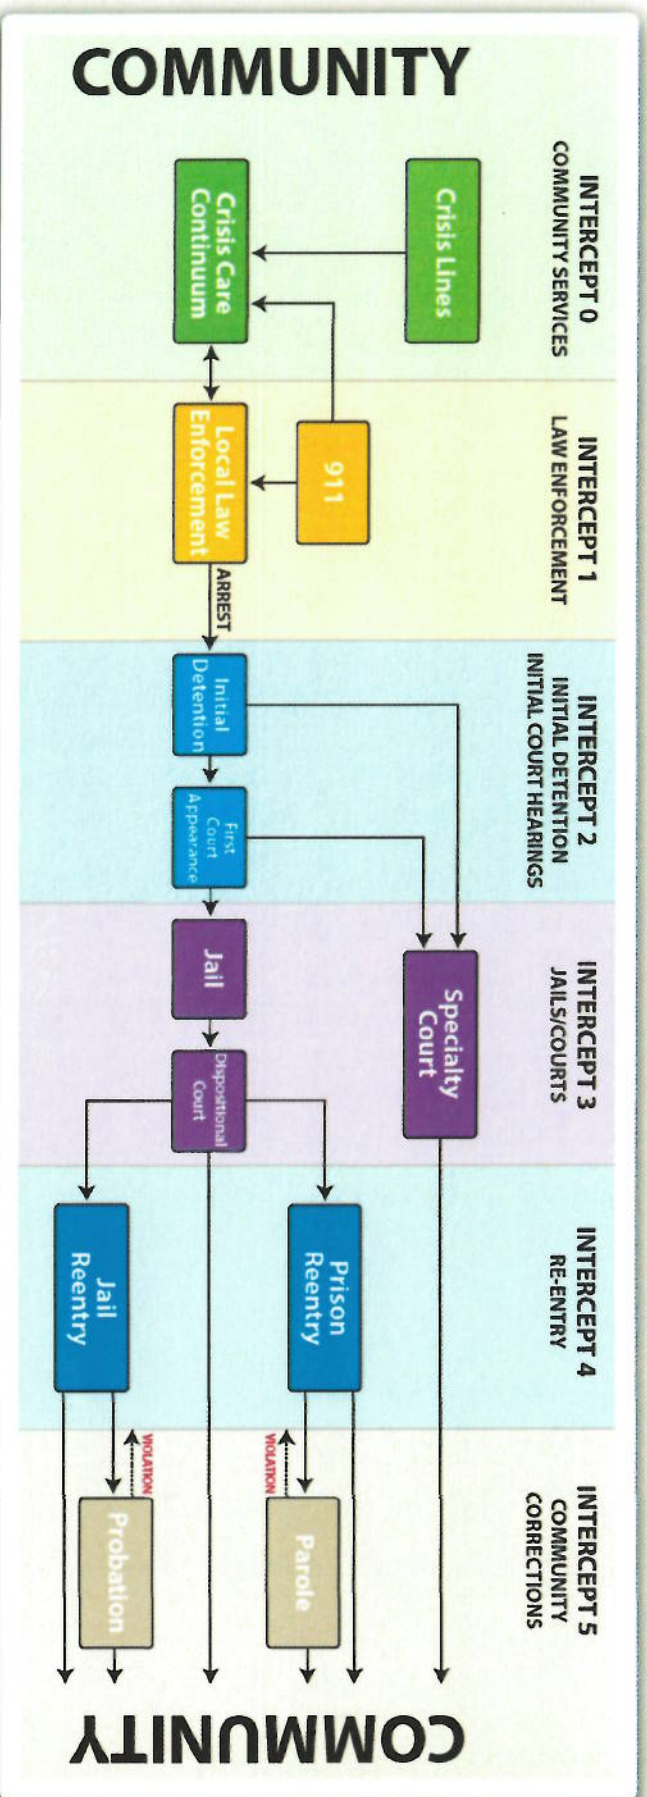 COMMUNITY
INTERCEPT 0
COMMUNITY SERVICES
Crisis Lines
Crisis Care
Continuum
INTERCEPT 1
LAW ENFORCEMENT
911
Local Law
Enforcement
ARREST
INTERCEPT 2
INITIAL DETENTION
INITIAL COURT HEARINGS
Initial
Detention
First
Court
Appearance
INTERCEPT 3
JAILS/COURTS
Specialty
Court
Jail
Dispositional
Court
INTERCEPT 4
RE-ENTRY
Prison
Reentry
Jail
Reentry
INTERCEPT 5
COMMUNITY
CORRECTIONS
VIOLATION
Parole
VIOLATION
Probation
COMMUNITY